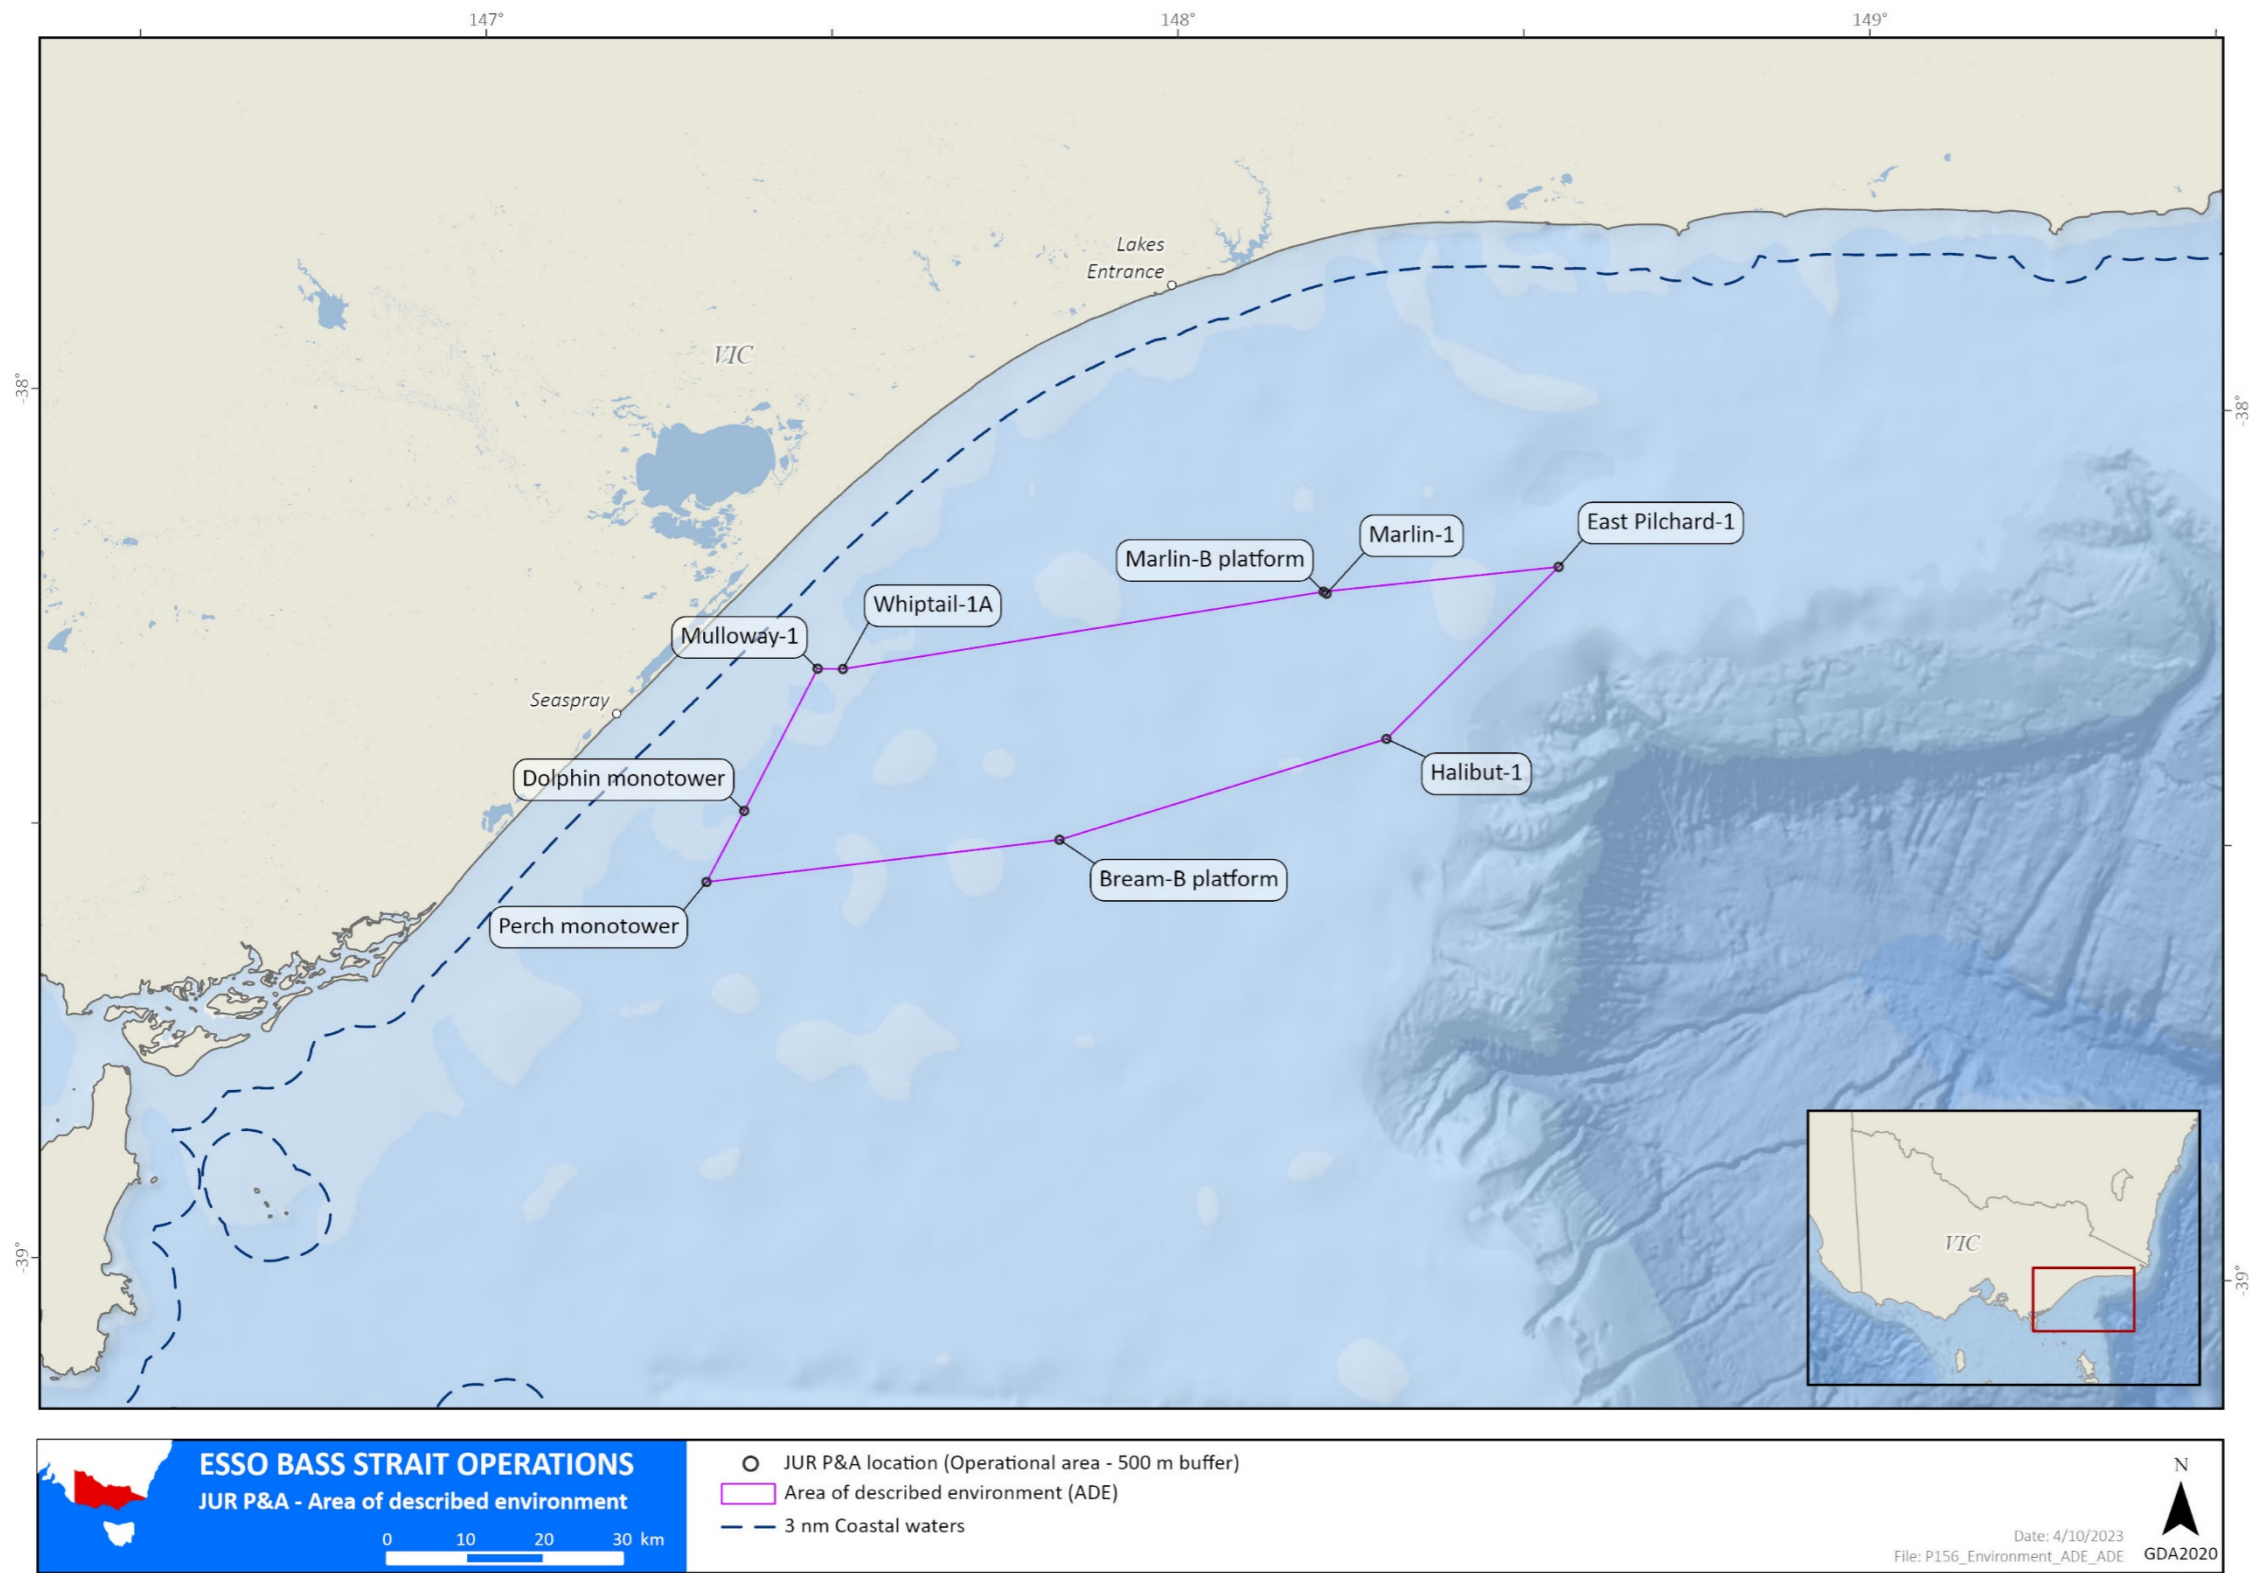 147°
148°
149°
Lakes
Entrance
VIC
-38°
-38°
East Pilchard-1
Marlin-1
Marlin-B platform
Whiptail-1A
Mulloway-1
Seaspray
Halibut-1
Dolphin monotower
Bream-B platform
Perch monotower
-39°
-39°
VIC
ESSO BASS STRAIT OPERATIONS
JUR P&A - Area of described environment
0 10 20 30 km
JUR P&A location (Operational area - 500 m buffer)
Area of described environment (ADE)
3 nm Coastal waters
N
Date: 4/10/2023
File: P156_Environment_ADE_ADE
GDA2020